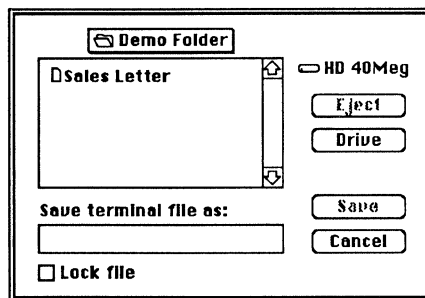 Demo Folder
Sales Letter
HD 40Meg
Eject
Drive
Save terminal file as:
Save
Cancel
Lock file